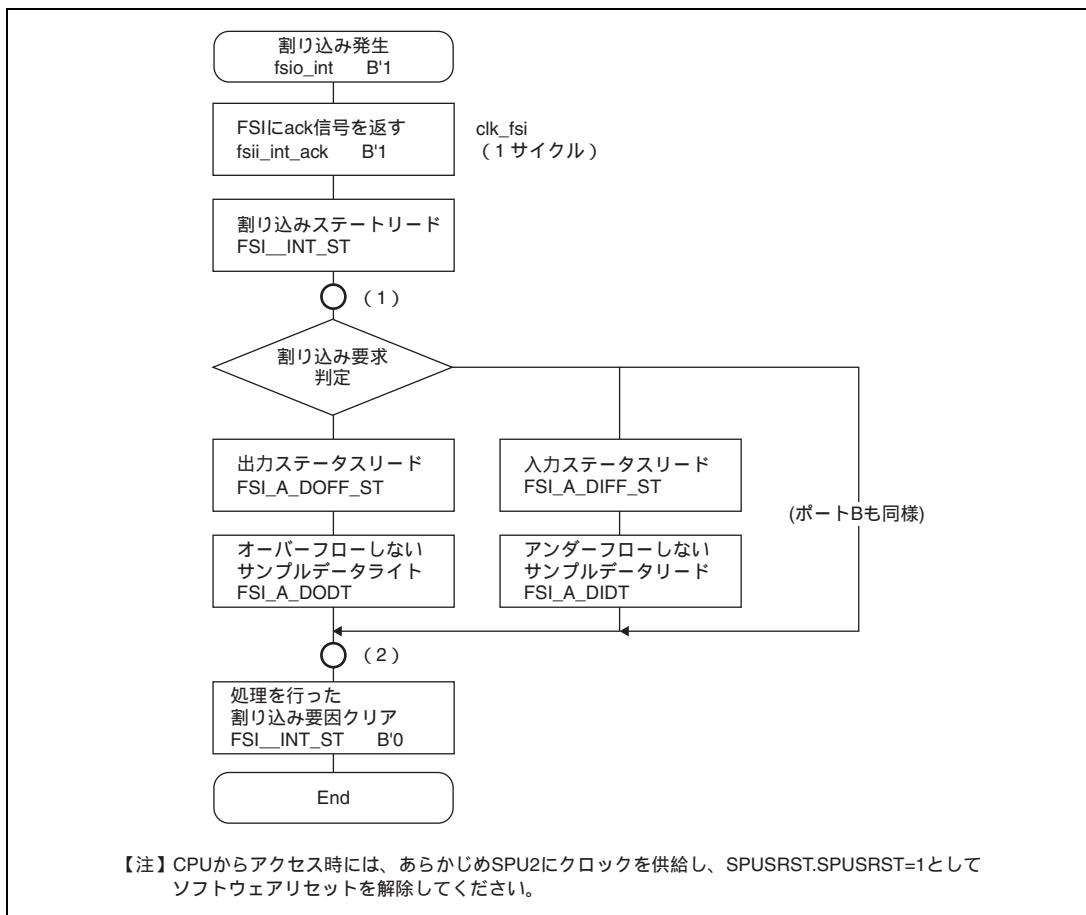 割り込み発生
fsio_int B'1
FSIにack信号を返す
fsii_int_ack B'1
clk_fsi
(1サイクル)
割り込みステートリード
FSI__INT_ST
(1)
割り込み要求
判定
出力ステータスリード
FSI_A_DOFF_ST
入力ステータスリード
FSI_A_DIFF_ST
(ポートBも同様)
オーバーフローしない
サンプルデータライト
FSI_A_DODT
アンダーフローしない
サンプルデータリード
FSI_A_DIDT
(2)
処理を行った
割り込み要因クリア
FSI__INT_ST B'0
End
【注】CPUからアクセス時には、あらかじめSPU2にクロックを供給し、SPUSRST.SPUSRST=1として
ソフトウェアリセットを解除してください。